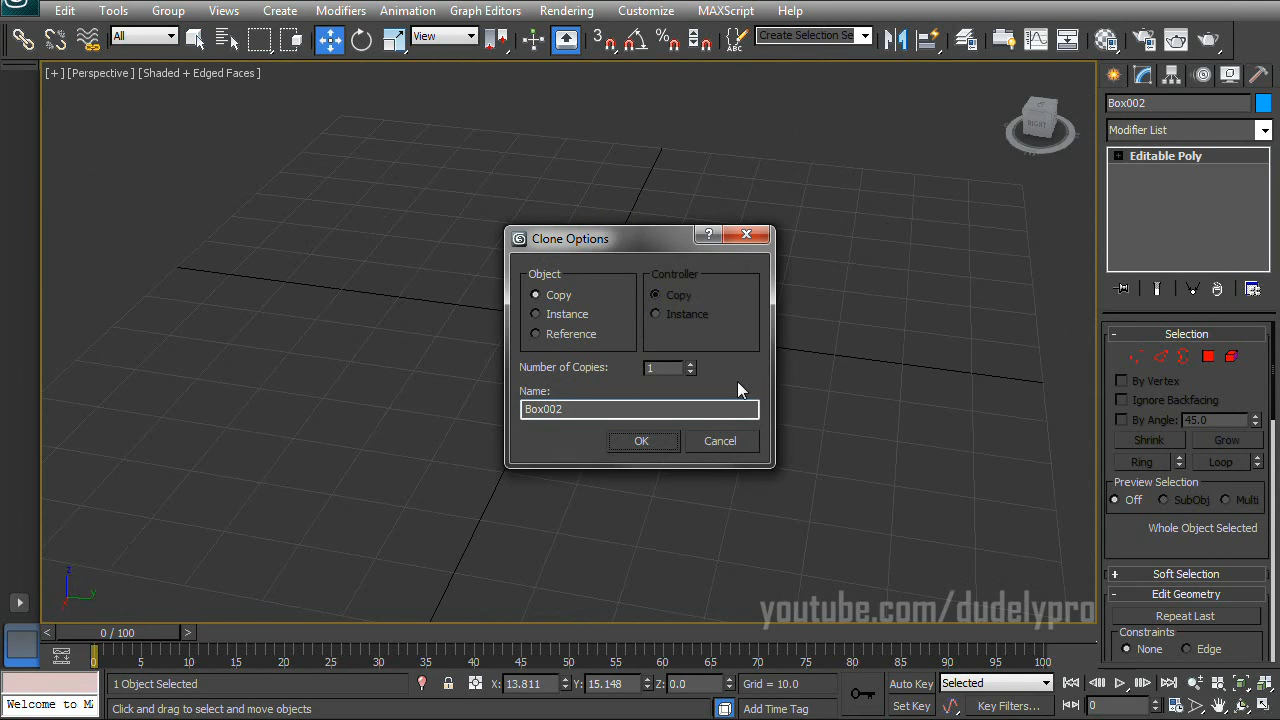 Edit Tools Group Views Create Modifiers Animation Graph Editors Rendering Customize MAXScript Help
All View 3 % ABC Create Selection Se
[ + ] [Perspective ] [Shaded + Edged Faces ]
RIGHT
Box002
Modifier List
Editable Poly
Clone Options
Object
Copy
Instance
Reference
Controller
Copy
Instance
Number of Copies: 1
Name:
Box002
OK Cancel
Selection
By Vertex
Ignore Backfacing
By Angle: 45.0
Shrink Grow
Ring Loop
Preview Selection
Off SubObj Multi
Whole Object Selected
+ Soft Selection
- Edit Geometry
Repeat Last
Constraints
None Edge
z
y
x
youtube.com/dudelypro
< 0 / 100 >
0 5 10 15 20 25 30 35 40 45 50 55 60 65 70 75 80 85 90 95 100
1 Object Selected X: 13.811 Y: 15.148 Z: 0.0 Grid = 10.0 Auto Key Selected
Welcome to MA Click and drag to select and move objects Add Time Tag Set Key Key Filters... 0